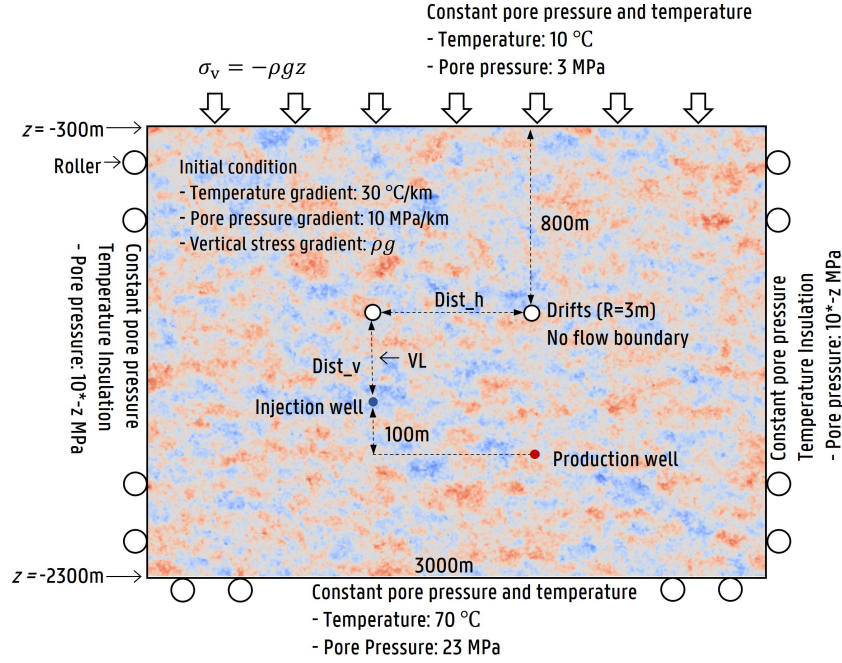 Constant pore pressure and temperature
- Temperature: 10 ℃
- Pore pressure: 3 MPa
σv = −ρgz
z = -300m
Roller
Initial condition
- Temperature gradient: 30 ℃/km
- Pore pressure gradient: 10 MPa/km
- Vertical stress gradient: ρg
800m
Dist_h
Drifts (R=3m)
No flow boundary
Dist_v
VL
Injection well
100m
Production well
Constant pore pressure
Temperature Insulation
- Pore pressure: 10*-z MPa
Constant pore pressure
Temperature Insulation
- Pore pressure: 10*-z MPa
z = -2300m
3000m
Constant pore pressure and temperature
- Temperature: 70 ℃
- Pore Pressure: 23 MPa